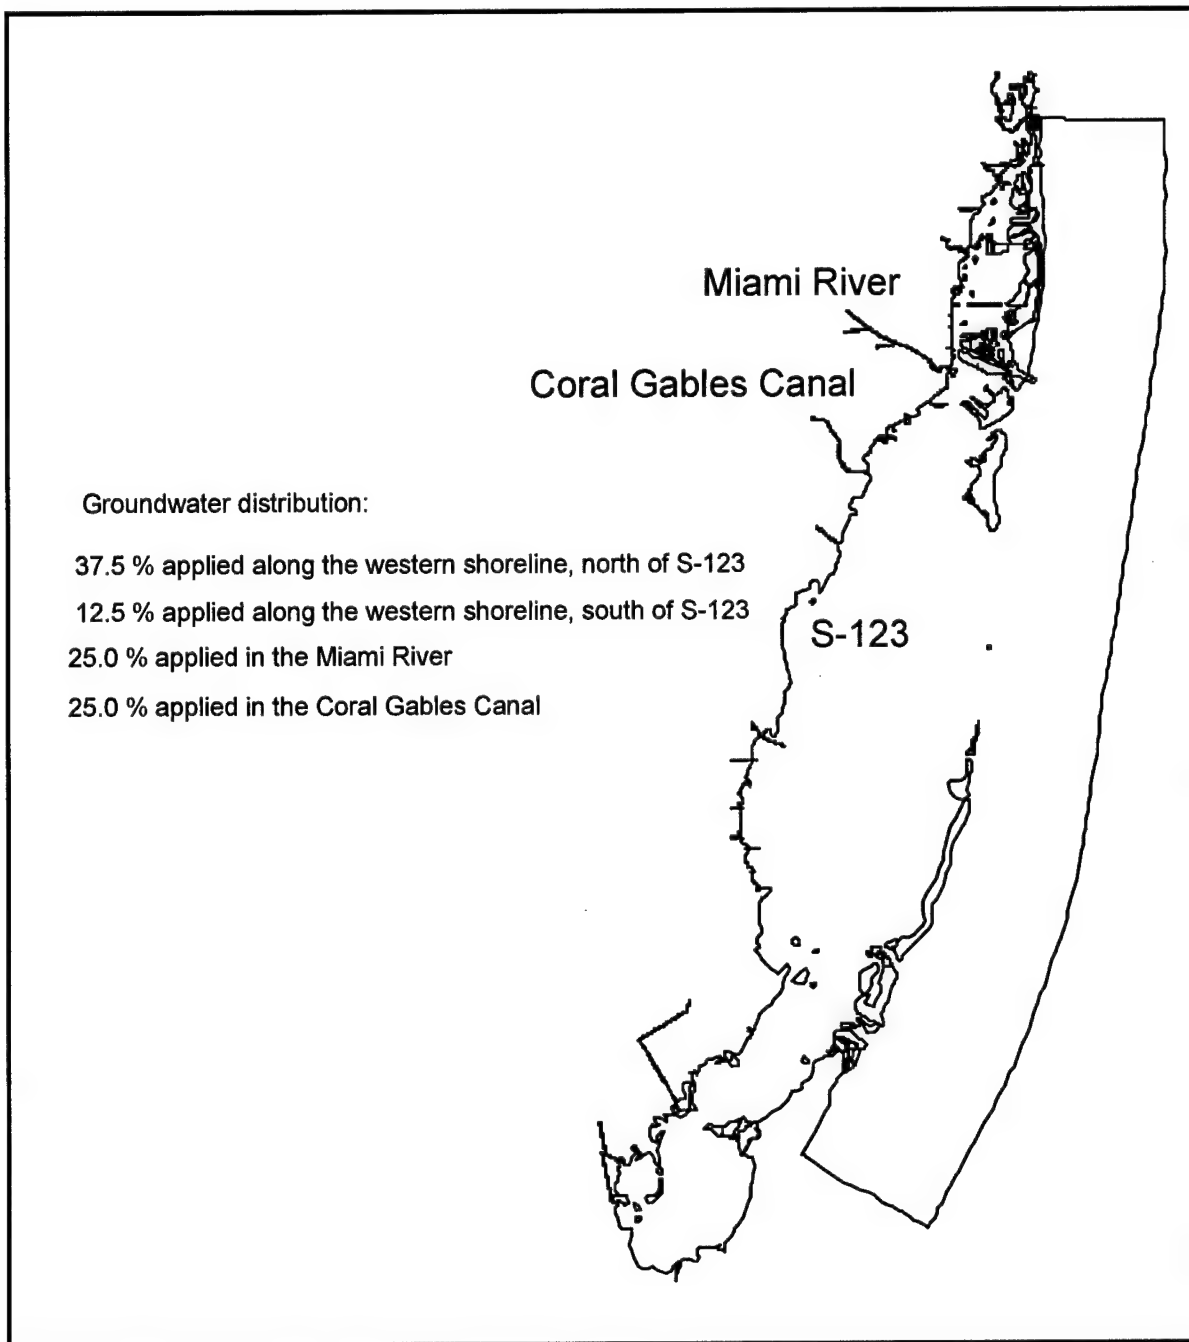 Miami River
Coral Gables Canal
Groundwater distribution:
37.5 % applied along the western shoreline, north of S-123
12.5 % applied along the western shoreline, south of S-123
S-123
25.0 % applied in the Miami River
25.0 % applied in the Coral Gables Canal